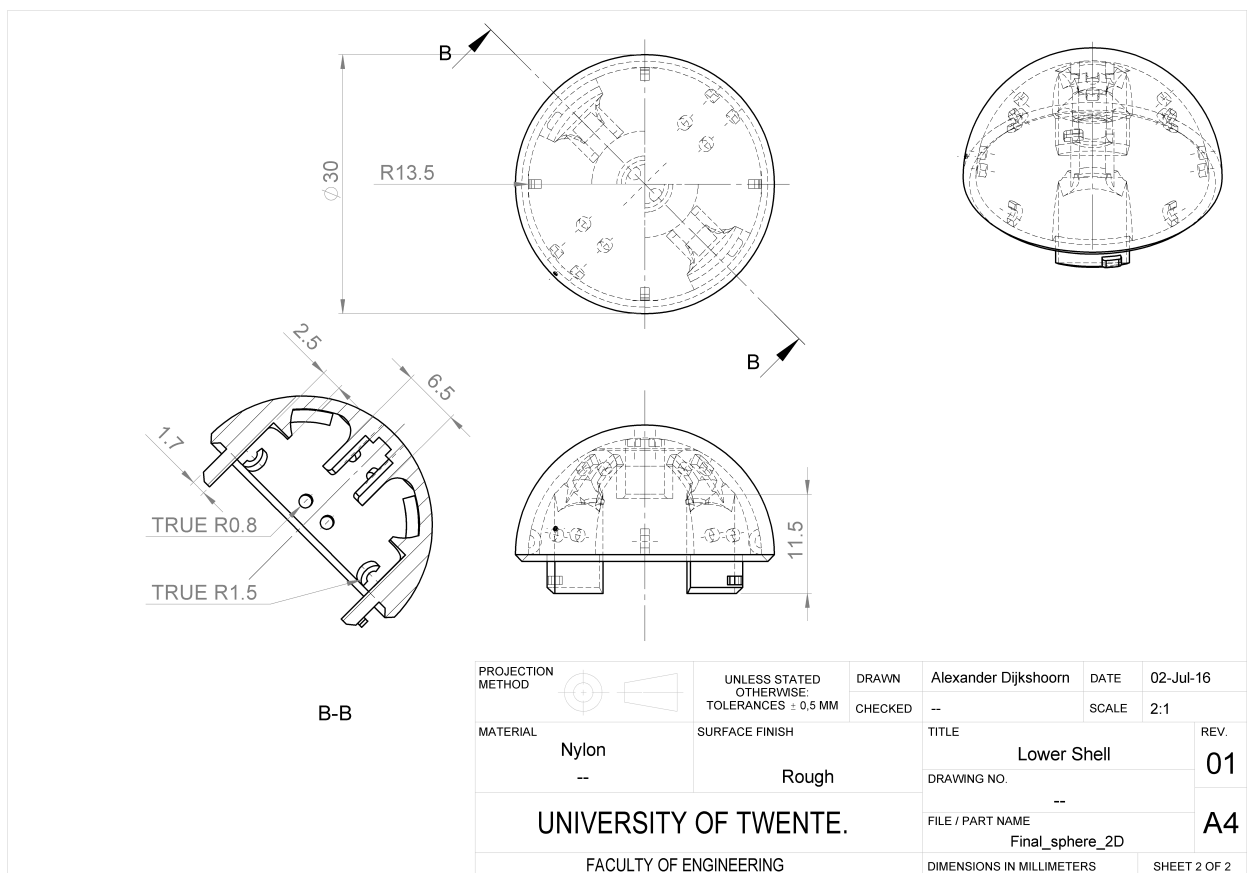 B
Ø30
R13.5
B
2.5
6.5
1.7
TRUE R0.8
TRUE R1.5
11.5
B-B
PROJECTION
METHOD
UNLESS STATED
OTHERWISE:
TOLERANCES ± 0,5 MM
DRAWN
Alexander Dijkshoorn
DATE
02-Jul-16
CHECKED
--
SCALE
2:1
MATERIAL
Nylon
--
SURFACE FINISH
Rough
TITLE
Lower Shell
REV.
01
DRAWING NO.
--
UNIVERSITY OF TWENTE.
FILE / PART NAME
Final_sphere_2D
A4
FACULTY OF ENGINEERING
DIMENSIONS IN MILLIMETERS
SHEET 2 OF 2